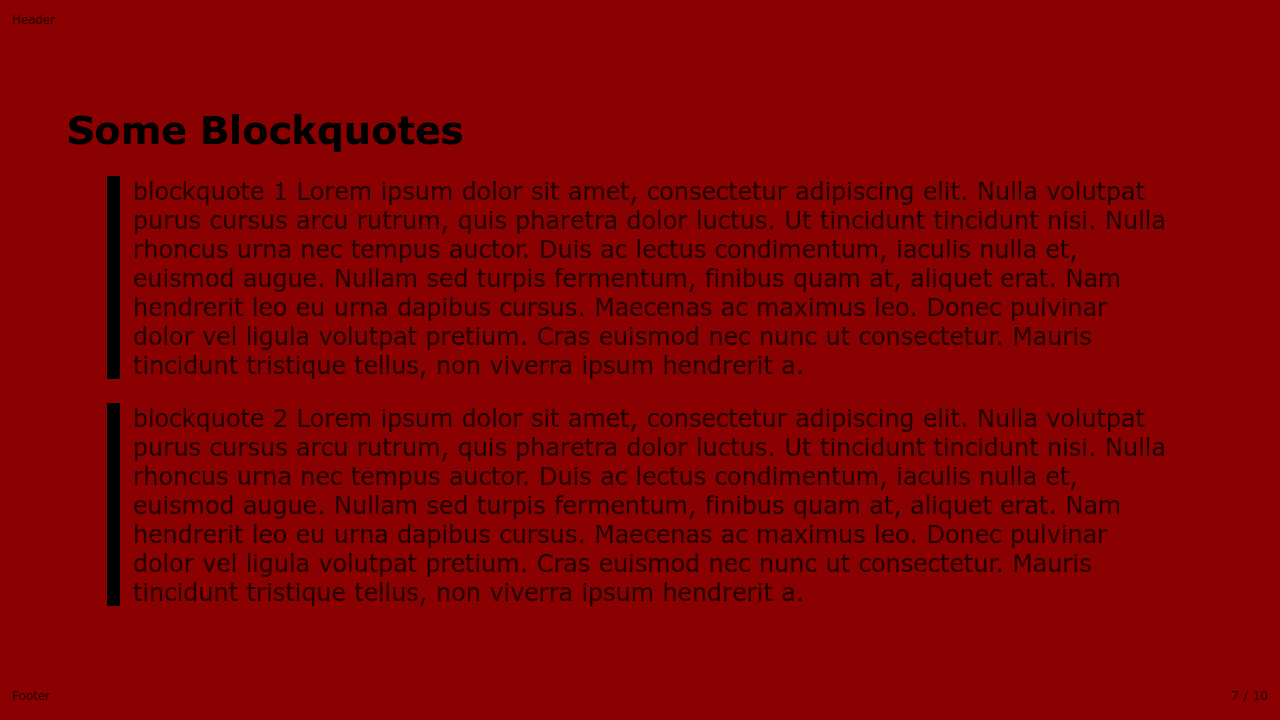 Header
Some Blockquotes
blockquote 1 Lorem ipsum dolor sit amet, consectetur adipiscing elit. Nulla volutpat
purus cursus arcu rutrum, quis pharetra dolor luctus. Ut tincidunt tincidunt nisi. Nulla
rhoncus urna nec tempus auctor. Duis ac lectus condimentum, iaculis nulla et,
euismod augue. Nullam sed turpis fermentum, finibus quam at, aliquet erat. Nam
hendrerit leo eu urna dapibus cursus. Maecenas ac maximus leo. Donec pulvinar
dolor vel ligula volutpat pretium. Cras euismod nec nunc ut consectetur. Mauris
tincidunt tristique tellus, non viverra ipsum hendrerit a.
blockquote 2 Lorem ipsum dolor sit amet, consectetur adipiscing elit. Nulla volutpat
purus cursus arcu rutrum, quis pharetra dolor luctus. Ut tincidunt tincidunt nisi. Nulla
rhoncus urna nec tempus auctor. Duis ac lectus condimentum, iaculis nulla et,
euismod augue. Nullam sed turpis fermentum, finibus quam at, aliquet erat. Nam
hendrerit leo eu urna dapibus cursus. Maecenas ac maximus leo. Donec pulvinar
dolor vel ligula volutpat pretium. Cras euismod nec nunc ut consectetur. Mauris
tincidunt tristique tellus, non viverra ipsum hendrerit a.
Footer
7 / 10